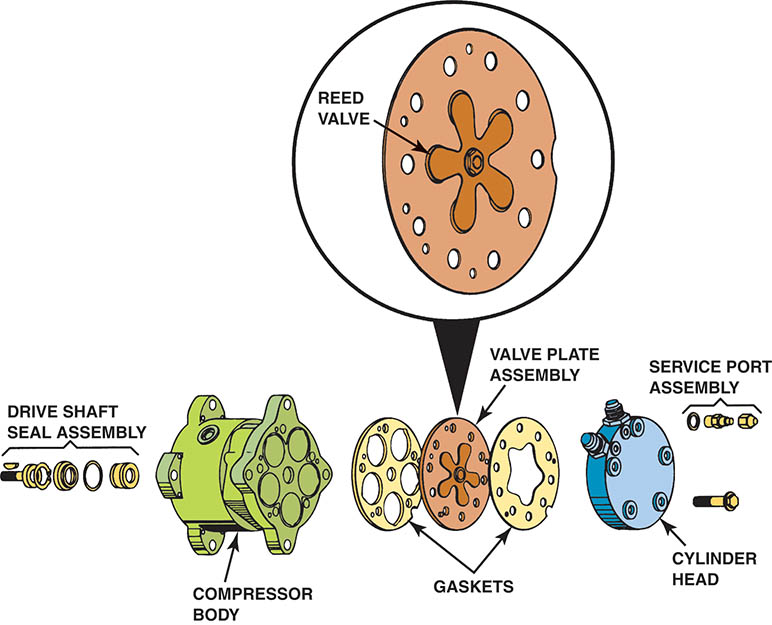 REED
VALVE
VALVE PLATE
ASSEMBLY
SERVICE PORT
ASSEMBLY
DRIVE SHAFT
SEAL ASSEMBLY
COMPRESSOR
BODY
GASKETS
CYLINDER
HEAD